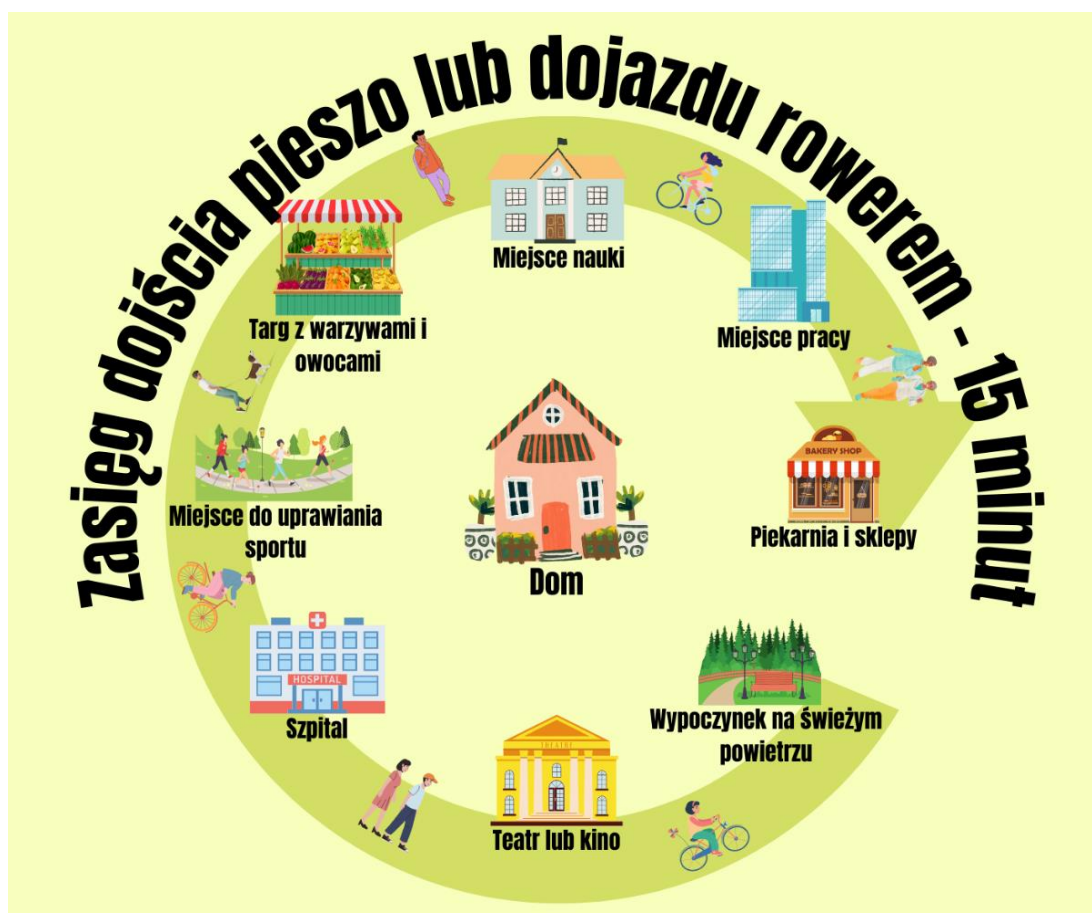 Zasięg dojścia pieszo lub dojazdu rowerem - 15 minut
Miejsce nauki
Targ z warzywami i
owocami
Miejsce pracy
BAKERY SHOP
Piekarnia i sklepy
Miejsce do uprawiania
sportu
Dom
HOSPITAL
Szpital
Wypoczynek na świeżym
powietrzu
THEATRE
Teatr lub kino